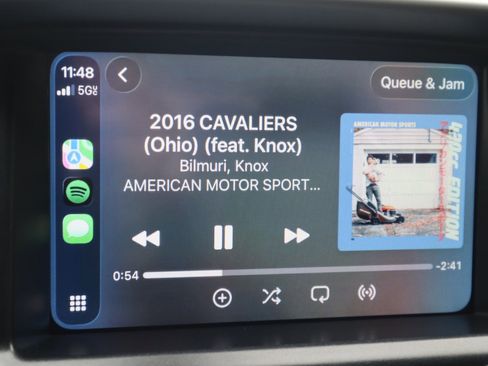 11:48
5G
Queue & Jam
2016 CAVALIERS
(Ohio) (feat. Knox)
Bilmuri, Knox
AMERICAN MOTOR SPORT...
0:54
-2:41
AMERICAN MOTOR SPORTS
EDITION